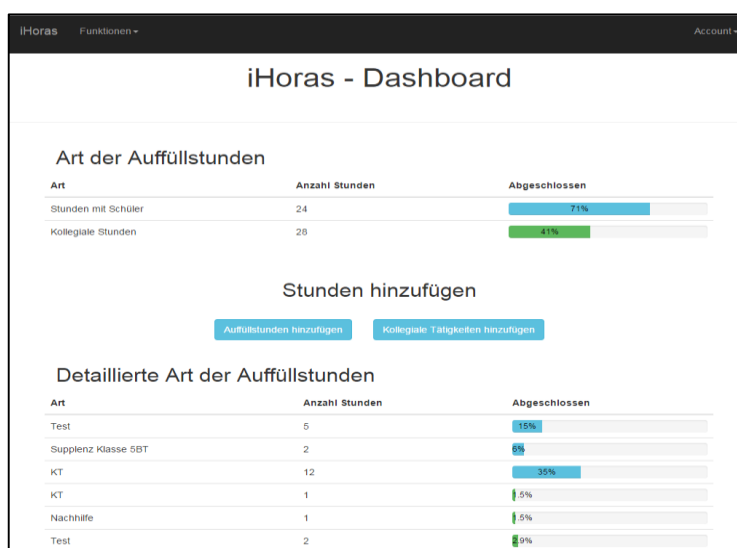 iHoras Funktionen Account
iHoras - Dashboard
Art der Auffüllstunden
Art Anzahl Stunden Abgeschlossen
Stunden mit Schüler 24 71%
Kollegiale Stunden 28 41%
Stunden hinzufügen
Auffüllstunden hinzufügen Kollegiale Tätigkeiten hinzufügen
Detaillierte Art der Auffüllstunden
Art Anzahl Stunden Abgeschlossen
Test 5 15%
Supplenz Klasse 5BT 2 6%
KT 12 35%
KT 1 1.5%
Nachhilfe 1 1.5%
Test 2 2.9%